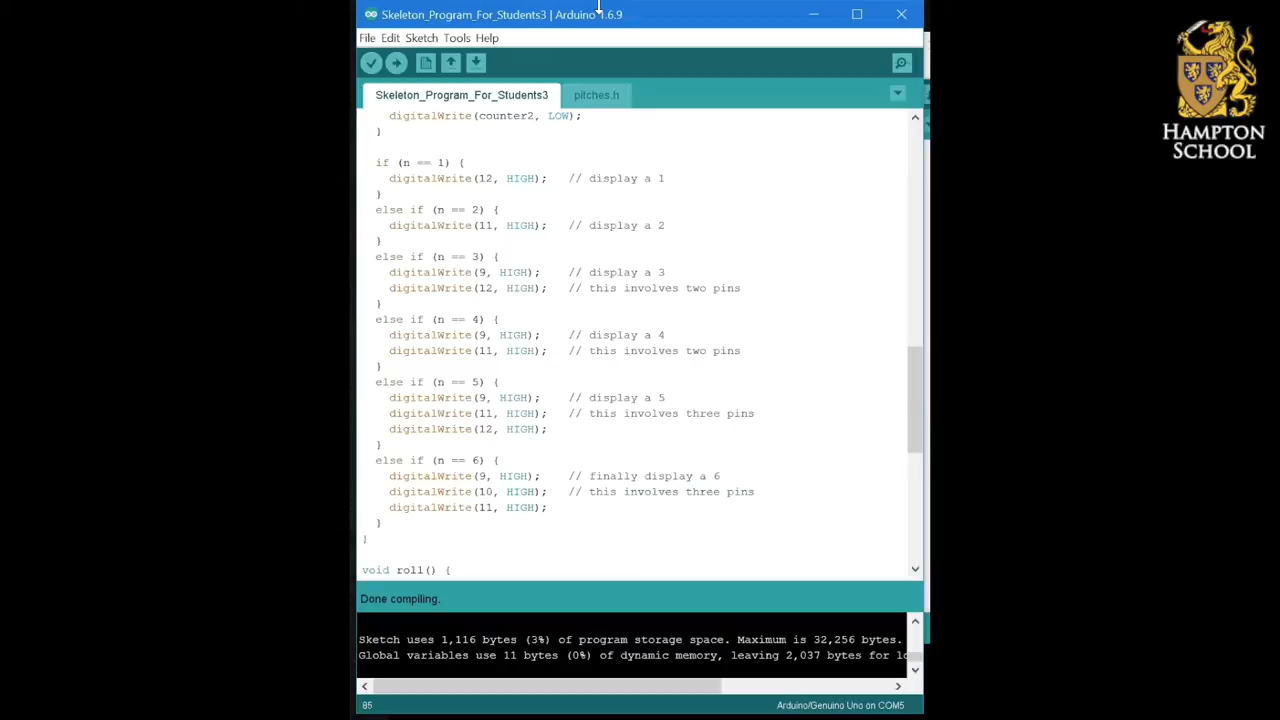 Skeleton_Program_For_Students3 | Arduino 1.6.9
File Edit Sketch Tools Help
Skeleton_Program_For_Students3 pitches.h
digitalWrite(counter2, LOW);
}
if (n == 1) {
digitalWrite(12, HIGH); // display a 1
}
else if (n == 2) {
digitalWrite(11, HIGH); // display a 2
}
else if (n == 3) {
digitalWrite(9, HIGH); // display a 3
digitalWrite(12, HIGH); // this involves two pins
}
else if (n == 4) {
digitalWrite(9, HIGH); // display a 4
digitalWrite(11, HIGH); // this involves two pins
}
else if (n == 5) {
digitalWrite(9, HIGH); // display a 5
digitalWrite(11, HIGH); // this involves three pins
digitalWrite(12, HIGH);
}
else if (n == 6) {
digitalWrite(9, HIGH); // finally display a 6
digitalWrite(10, HIGH); // this involves three pins
digitalWrite(11, HIGH);
}
}
void roll() {
Done compiling.
Sketch uses 1,116 bytes (3%) of program storage space. Maximum is 32,256 bytes.
Global variables use 11 bytes (0%) of dynamic memory, leaving 2,037 bytes for
85 Arduino/Genuino Uno on COM5
HAMPTON
SCHOOL